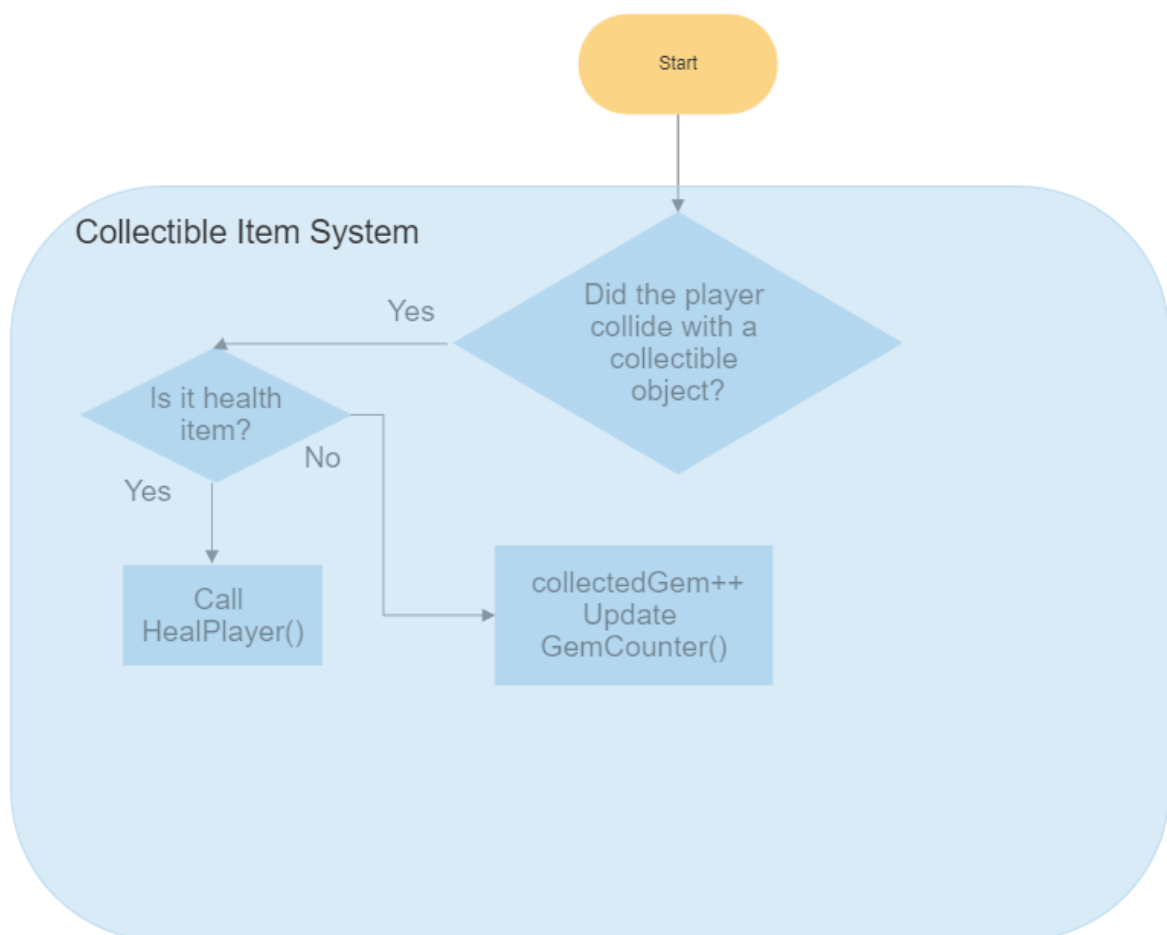 Start
Collectible Item System
Did the player
collide with a
collectible
object?
Yes
Is it health
item?
No
Yes
Call
HealPlayer()
collectedGem++
Update
GemCounter()